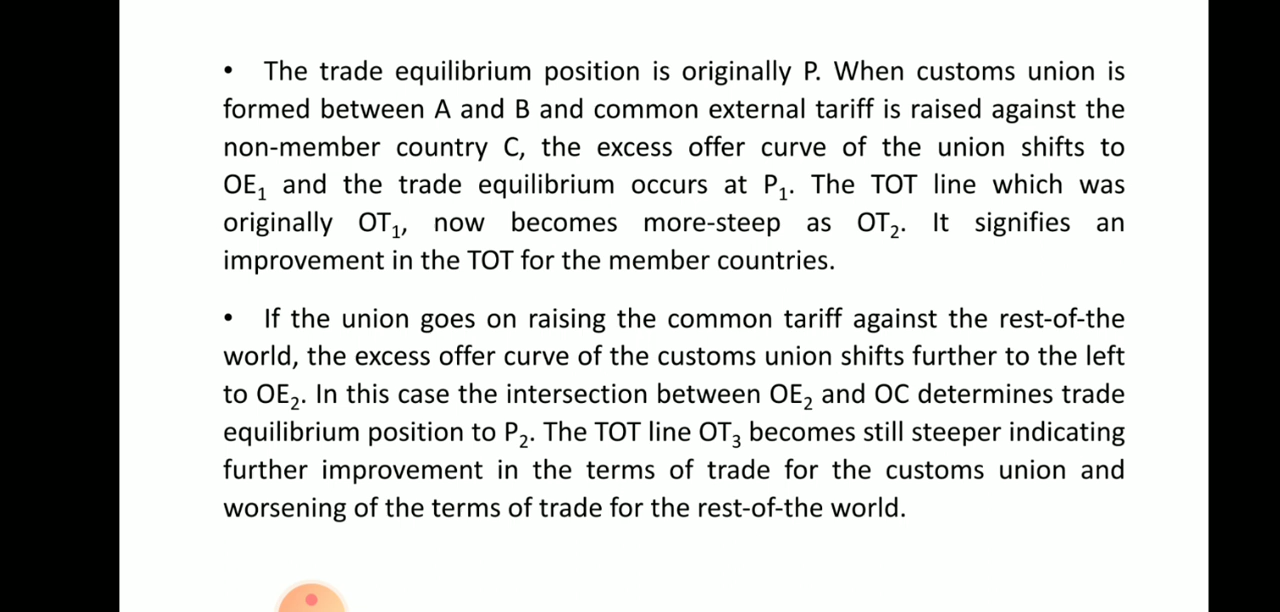 • The trade equilibrium position is originally P. When customs union is
formed between A and B and common external tariff is raised against the
non-member country C, the excess offer curve of the union shifts to
OE₁ and the trade equilibrium occurs at P₁. The TOT line which was
originally OT₁, now becomes more-steep as OT₂. It signifies an
improvement in the TOT for the member countries.
• If the union goes on raising the common tariff against the rest-of-the
world, the excess offer curve of the customs union shifts further to the left
to OE₂. In this case the intersection between OE₂ and OC determines trade
equilibrium position to P₂. The TOT line OT₃ becomes still steeper indicating
further improvement in the terms of trade for the customs union and
worsening of the terms of trade for the rest-of-the world.